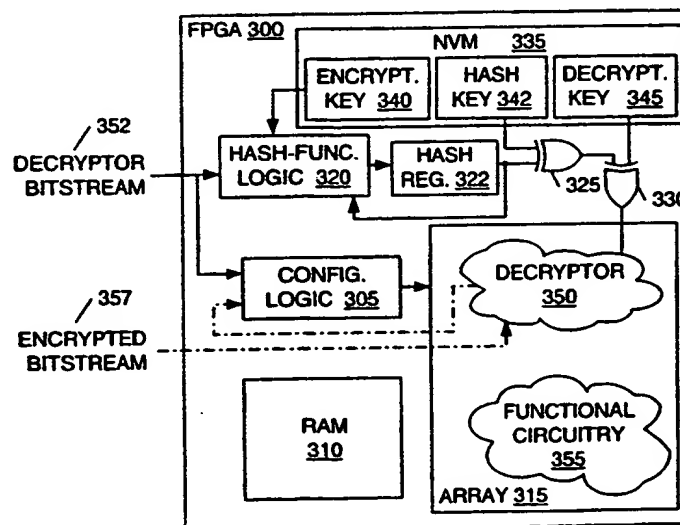 FPGA 300
NVM 335
ENCRYPT.
KEY 340
HASH
KEY 342
DECRYPT.
KEY 345
352
DECRYPTOR
BITSTREAM
HASH-FUNC.
LOGIC 320
HASH
REG. 322
325
330
CONFIG.
LOGIC 305
DECRYPTOR
350
357
ENCRYPTED
BITSTREAM
RAM
310
FUNCTIONAL
CIRCUITRY
355
ARRAY 315